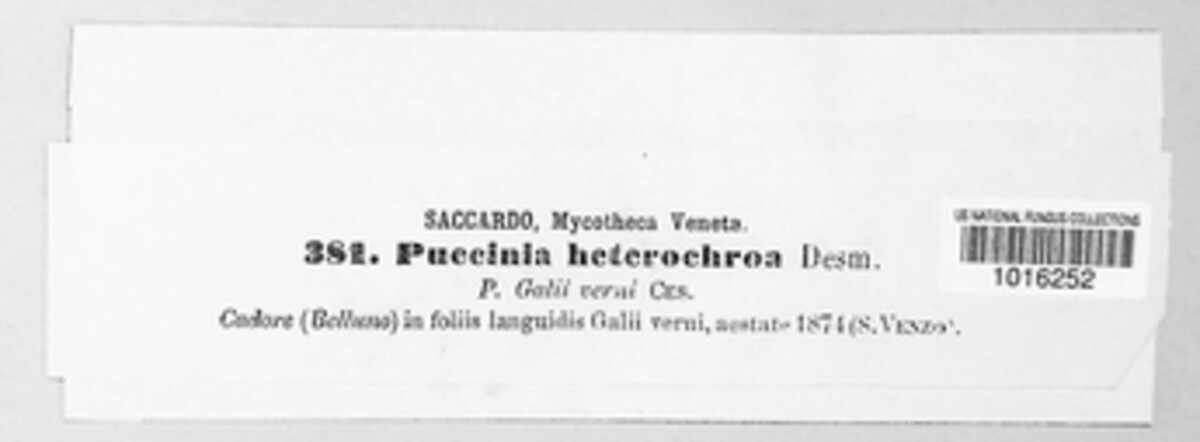 SACCARDO, Mycotheca Veneta.
381. Puccinia heterochroa Desm.
P. Galii verni CES.
Cadore (Belluno) in foliis languidis Galii verni, aestate 1874 (S. VENZO).
US NATIONAL FUNGUS COLLECTIONS
1016252